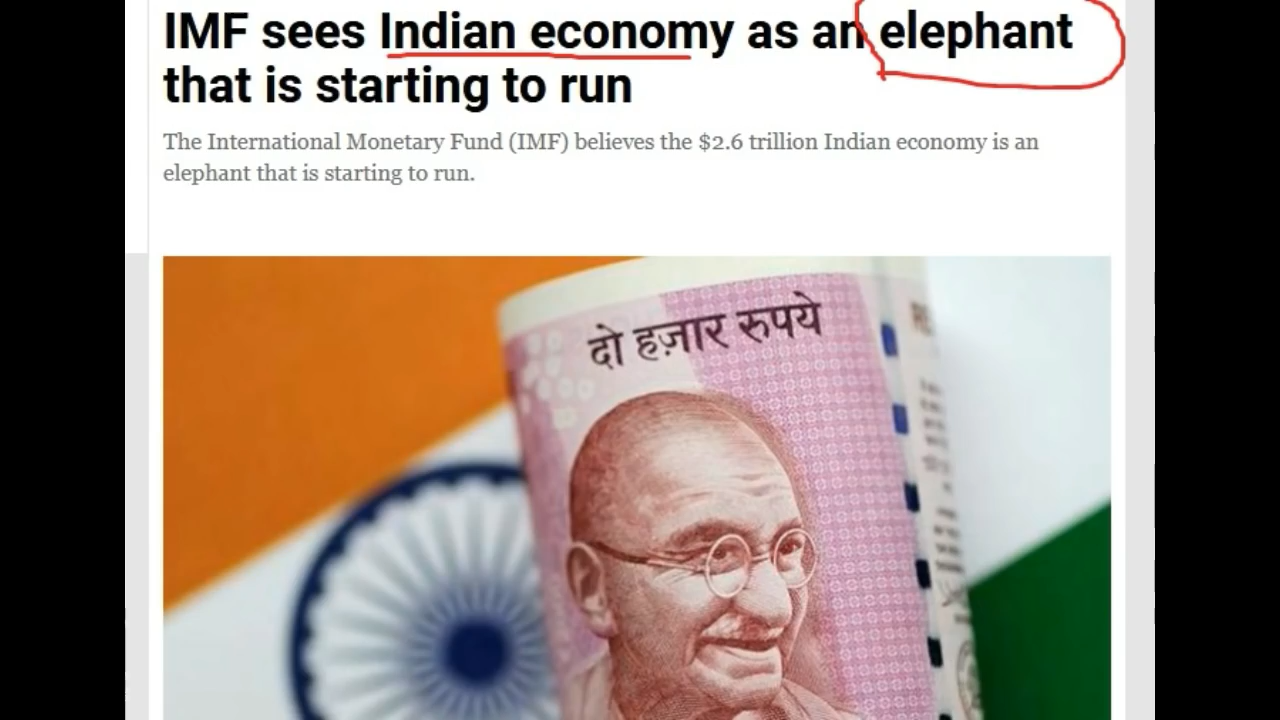 IMF sees Indian economy as an elephant
that is starting to run
The International Monetary Fund (IMF) believes the $2.6 trillion Indian economy is an
elephant that is starting to run.
दो हज़ार रुपये